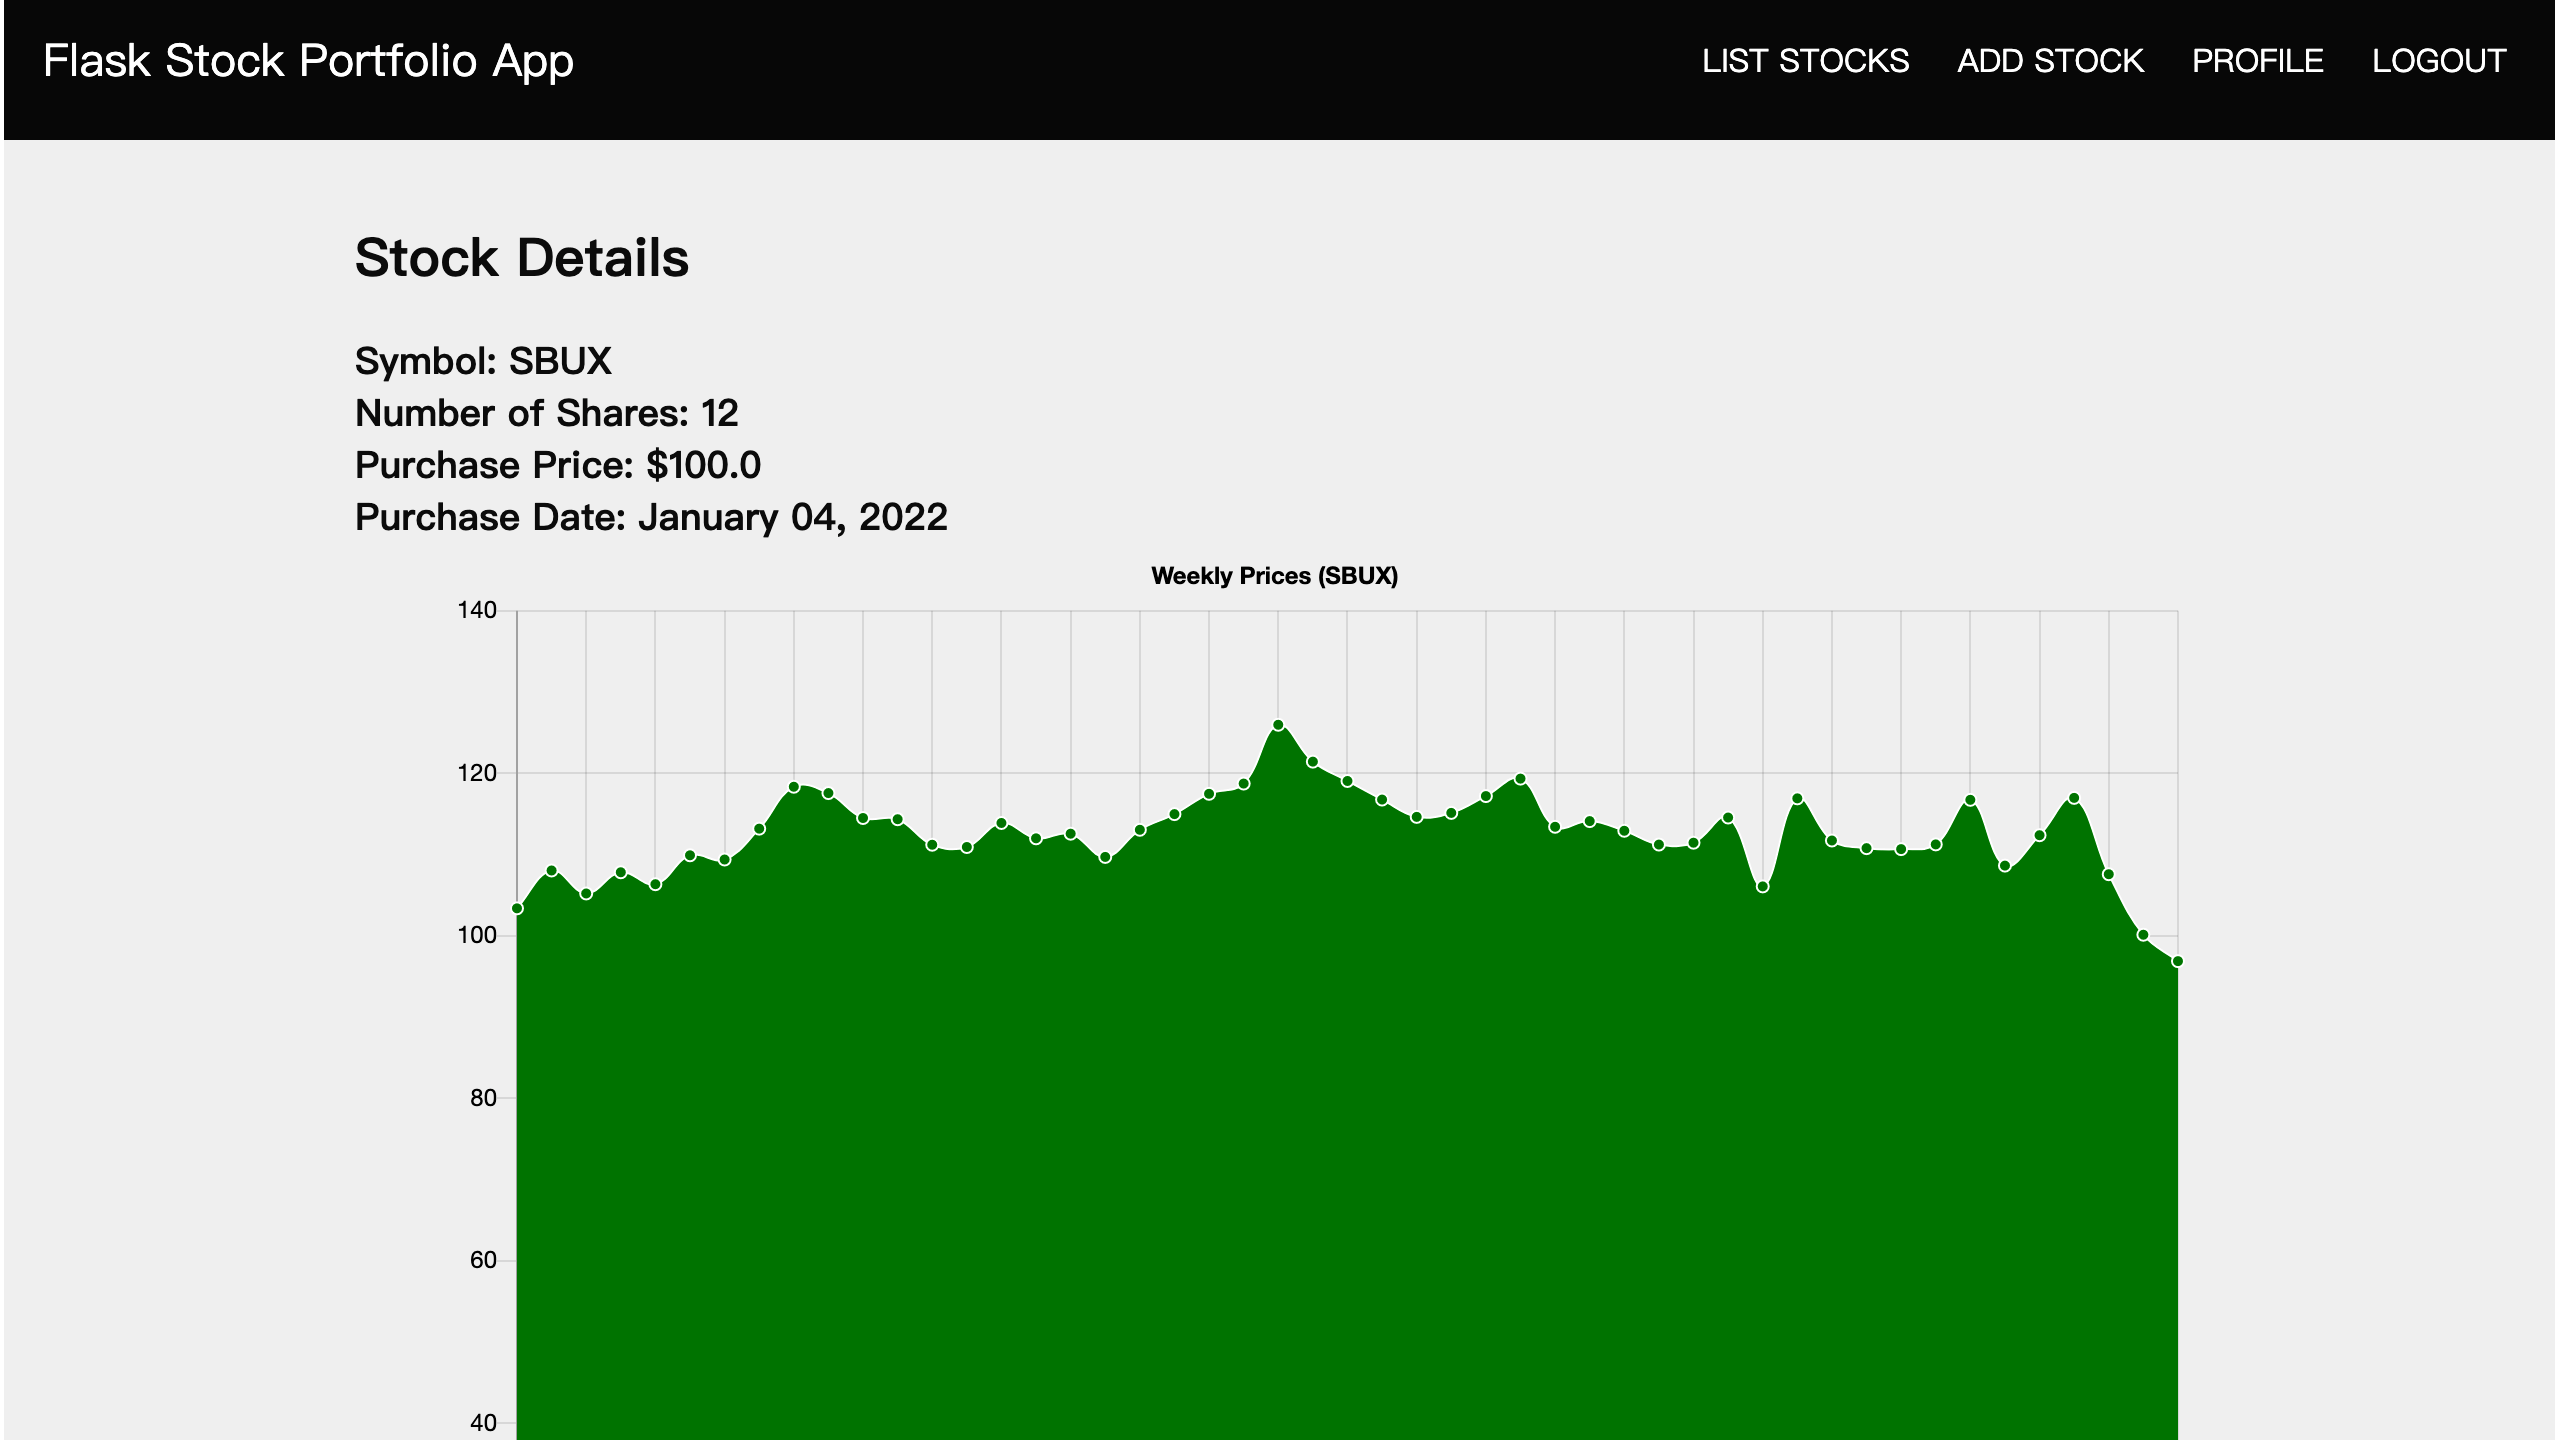 Flask Stock Portfolio App
LIST STOCKS ADD STOCK PROFILE LOGOUT
Stock Details
Symbol: SBUX
Number of Shares: 12
Purchase Price: $100.0
Purchase Date: January 04, 2022
Weekly Prices (SBUX)
140
120
100
80
60
40